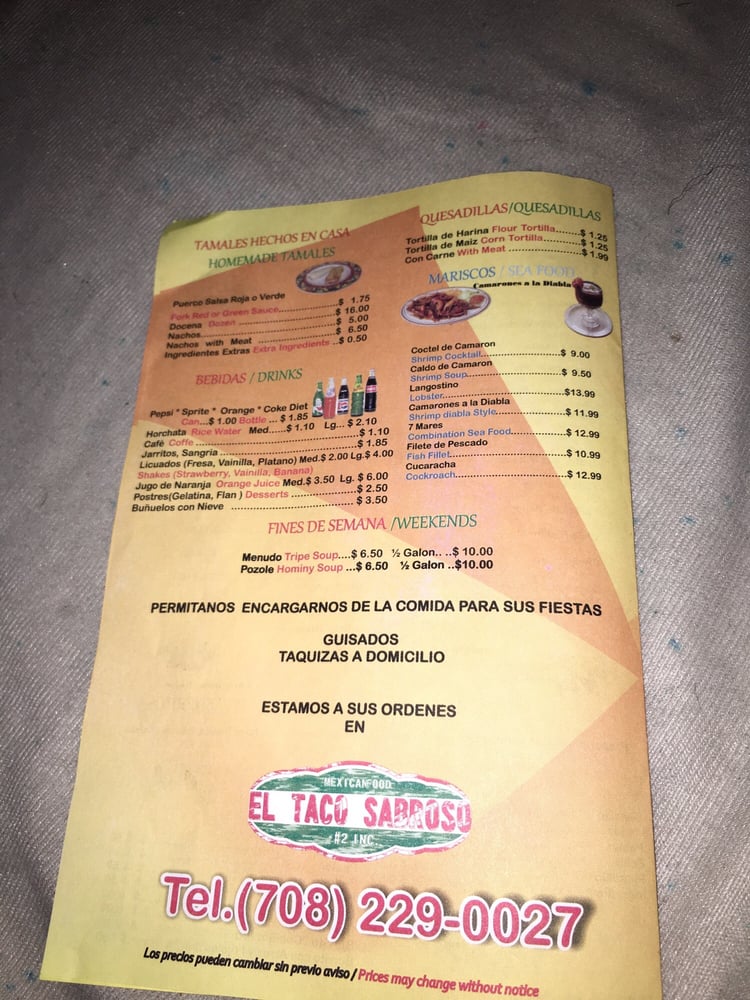 TAMALES HECHOS EN CASA
HOMEMADE TAMALES
Puerco Salsa Roja o Verde
Pork Red or Green Sauce....................$ 1.75
Docena Dozen ............................$ 16.00
Nachos....................................$ 5.00
Nachos with Meat .......................$ 6.50
Ingredientes Extras Extra Ingredients ..$ 0.50
BEBIDAS / DRINKS
Pepsi * Sprite * Orange * Coke Diet
Can...$ 1.00 Bottle ... $ 1.85
Horchata Rice Water Med.....$ 1.10 Lg... $ 2.10
Café Coffe ......................................$ 1.10
Jarritos, Sangria ................................$ 1.85
Licuados (Fresa, Vainilla, Platano) Med.$ 2.00 Lg.$ 4.00
Shakes (Strawberry, Vainilla, Banana)
Jugo de Naranja Orange Juice Med.$ 3.50 Lg. $ 6.00
Postres(Gelatina, Flan ) Desserts ...................$ 2.50
Buñuelos con Nieve ..............................$ 3.50
QUESADILLAS/QUESADILLAS
Tortilla de Harina Flour Tortilla.......$ 1.25
Tortilla de Maiz Corn Tortilla..........$ 1.25
Con Carne With Meat ...................$ 1.99
MARISCOS / SEA FOOD
Camarones a la Diabla
Coctel de Camaron
Shrimp Cocktail........................$ 9.00
Caldo de Camaron
Shrimp Soup............................$ 9.50
Langostino
Lobster....................................$13.99
Camarones a la Diabla
Shrimp diabla Style....................$ 11.99
7 Mares
Combination Sea Food................$ 12.99
Filete de Pescado
Fish Fillet.................................$ 10.99
Cucaracha
Cockroach................................$ 12.99
FINES DE SEMANA /WEEKENDS
Menudo Tripe Soup....$ 6.50 ½ Galon.. ..$ 10.00
Pozole Hominy Soup ...$ 6.50 ½ Galon ..$10.00
PERMITANOS ENCARGARNOS DE LA COMIDA PARA SUS FIESTAS
GUISADOS
TAQUIZAS A DOMICILIO
ESTAMOS A SUS ORDENES
EN
MEXICAN FOOD
EL TACO SABROSO
#2 INC.
Tel.(708) 229-0027
Los precios pueden cambiar sin previo aviso / Prices may change without notice